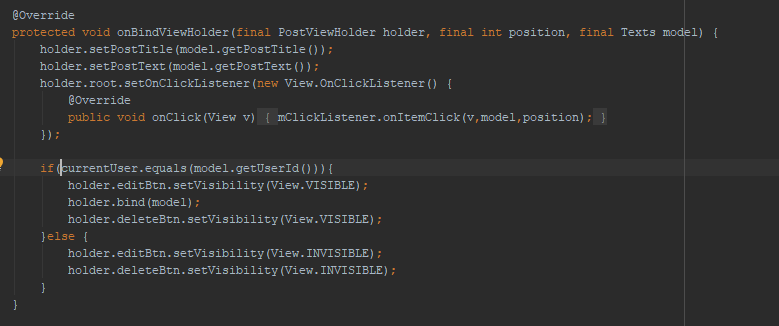 @Override
protected void onBindViewHolder(final PostViewHolder holder, final int position, final Texts model) {
    holder.setPostTitle(model.getPostTitle());
    holder.setPostText(model.getPostText());
    holder.root.setOnClickListener(new View.OnClickListener() {
        @Override
        public void onClick(View v) { mClickListener.onItemClick(v,model,position); }
    });

    if(currentUser.equals(model.getUserId())){
        holder.editBtn.setVisibility(View.VISIBLE);
        holder.bind(model);
        holder.deleteBtn.setVisibility(View.VISIBLE);
    }else {
        holder.editBtn.setVisibility(View.INVISIBLE);
        holder.deleteBtn.setVisibility(View.INVISIBLE);
    }
}